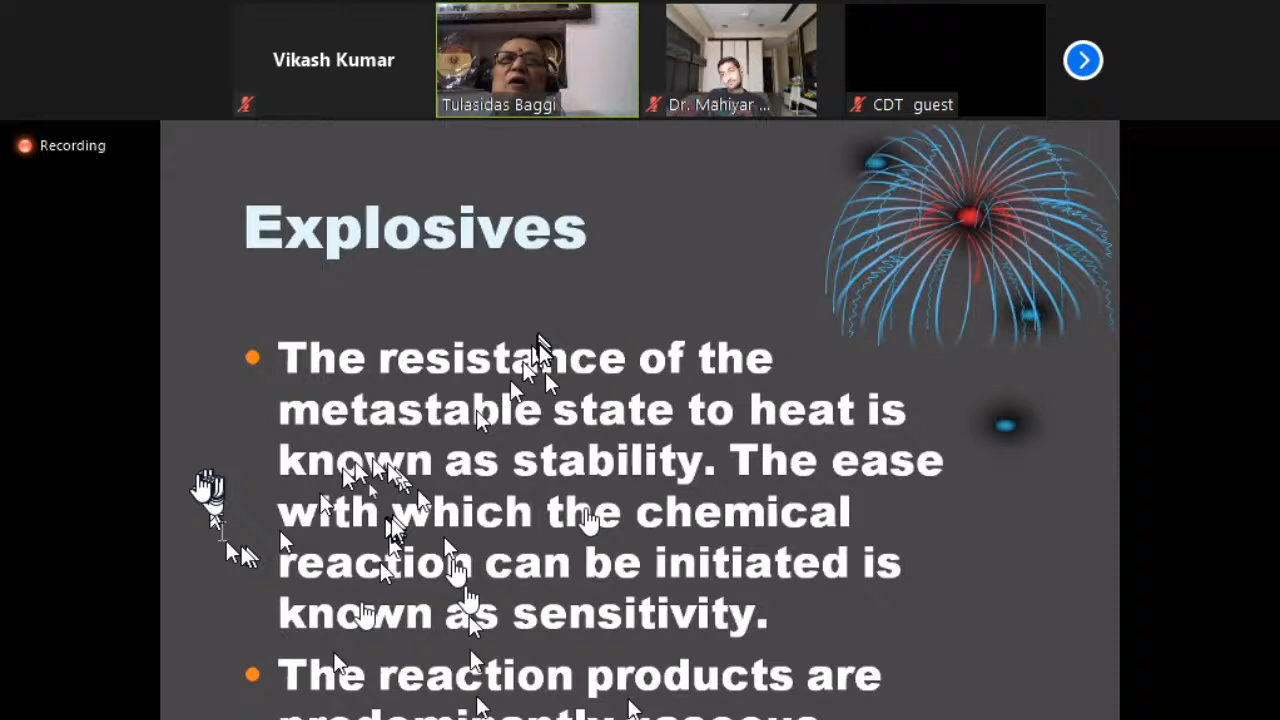 Vikash Kumar
Tulasidas Baggi
Dr. Mahiyar ...
CDT guest
Recording
Explosives
The resistance of the
metastable state to heat is
known as stability. The ease
with which the chemical
reaction can be initiated is
known as sensitivity.
The reaction products are
predominantly gaseous